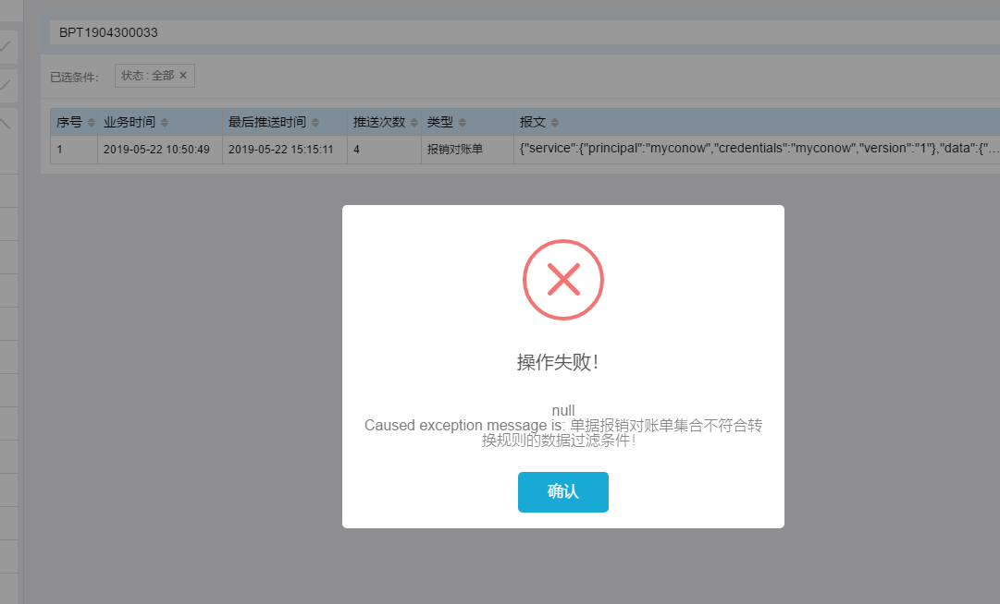 BPT1904300033
已选条件： 状态 : 全部 ✕
序号 业务时间 最后推送时间 推送次数 类型 报文
1 2019-05-22 10:50:49 2019-05-22 15:15:11 4 报销对账单 {"service":{"principal":"myconow","credentials":"myconow","version":"1"},"data":{"...
操作失败！
null
Caused exception message is: 单据报销对账单集合不符合转
换规则的数据过滤条件！
确认